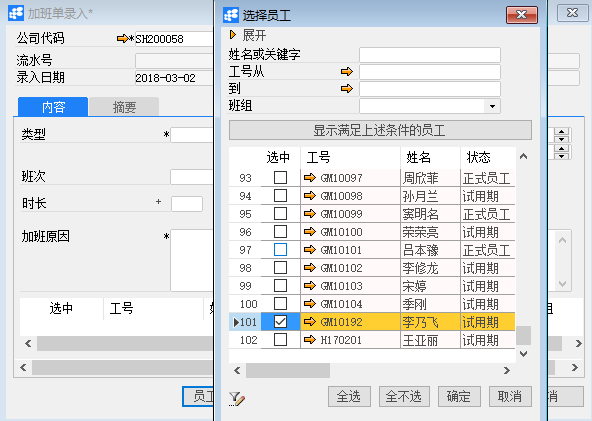 加班单录入*
公司代码 *SH200058
流水号
录入日期 2018-03-02
内容 摘要
类型 *
班次
时长 +
加班原因 *
选中 工号
选择员工
展开
姓名或关键字
工号从
到
班组
显示满足上述条件的员工
选中 工号 姓名 状态
93 GM10097 周欣菲 正式员工
94 GM10098 孙月兰 试用期
95 GM10099 窦明名 正式员工
96 GM10100 荣荣亮 试用期
97 GM10101 吕本豫 正式员工
98 GM10102 李修龙 试用期
99 GM10103 宋婷 试用期
100 GM10104 季刚 试用期
101 GM10192 李乃飞 试用期
102 H170201 王亚丽 试用期
全选 全不选 确定 取消
员工
组
消